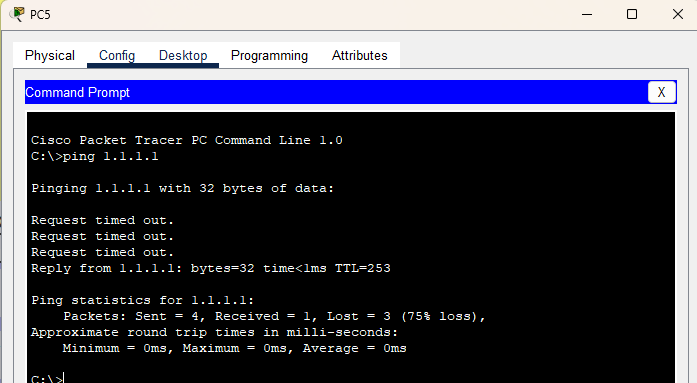 PC5
Physical Config Desktop Programming Attributes
Command Prompt X
Cisco Packet Tracer PC Command Line 1.0
C:\>ping 1.1.1.1
Pinging 1.1.1.1 with 32 bytes of data:
Request timed out.
Request timed out.
Request timed out.
Reply from 1.1.1.1: bytes=32 time<1ms TTL=253
Ping statistics for 1.1.1.1:
Packets: Sent = 4, Received = 1, Lost = 3 (75% loss),
Approximate round trip times in milli-seconds:
Minimum = 0ms, Maximum = 0ms, Average = 0ms
C:\>